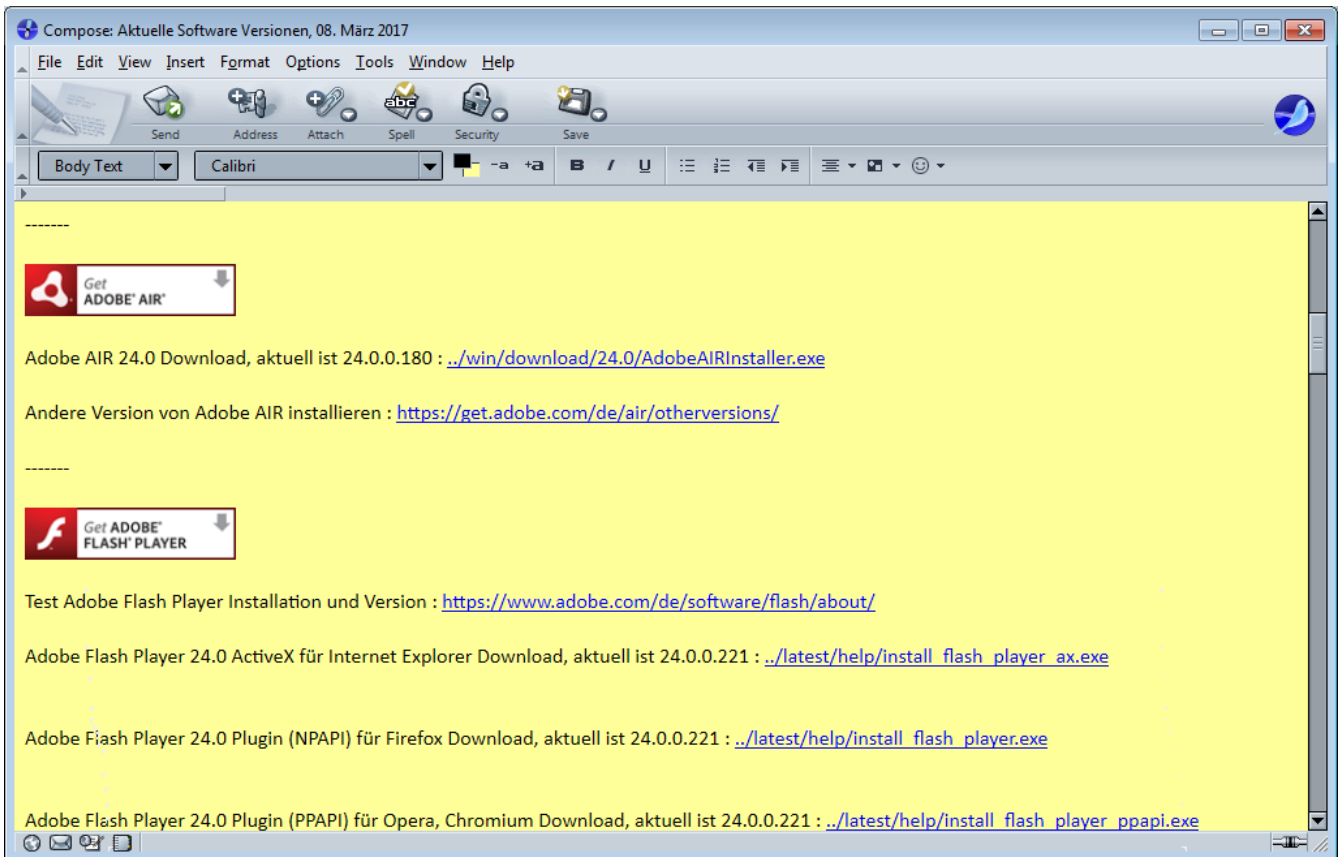 Compose: Aktuelle Software Versionen, 08. März 2017
File Edit View Insert Format Options Tools Window Help
abc
Send Address Attach Spell Security Save
Body Text Calibri -a +a B I U
-------
Get
ADOBE® AIR®
Adobe AIR 24.0 Download, aktuell ist 24.0.0.180 : ../win/download/24.0/AdobeAIRInstaller.exe
Andere Version von Adobe AIR installieren : https://get.adobe.com/de/air/otherversions/
-------
Get ADOBE®
FLASH® PLAYER
Test Adobe Flash Player Installation und Version : https://www.adobe.com/de/software/flash/about/
Adobe Flash Player 24.0 ActiveX für Internet Explorer Download, aktuell ist 24.0.0.221 : ../latest/help/install_flash_player_ax.exe
Adobe Flash Player 24.0 Plugin (NPAPI) für Firefox Download, aktuell ist 24.0.0.221 : ../latest/help/install_flash_player.exe
Adobe Flash Player 24.0 Plugin (PPAPI) für Opera, Chromium Download, aktuell ist 24.0.0.221 : ../latest/help/install_flash_player_ppapi.exe